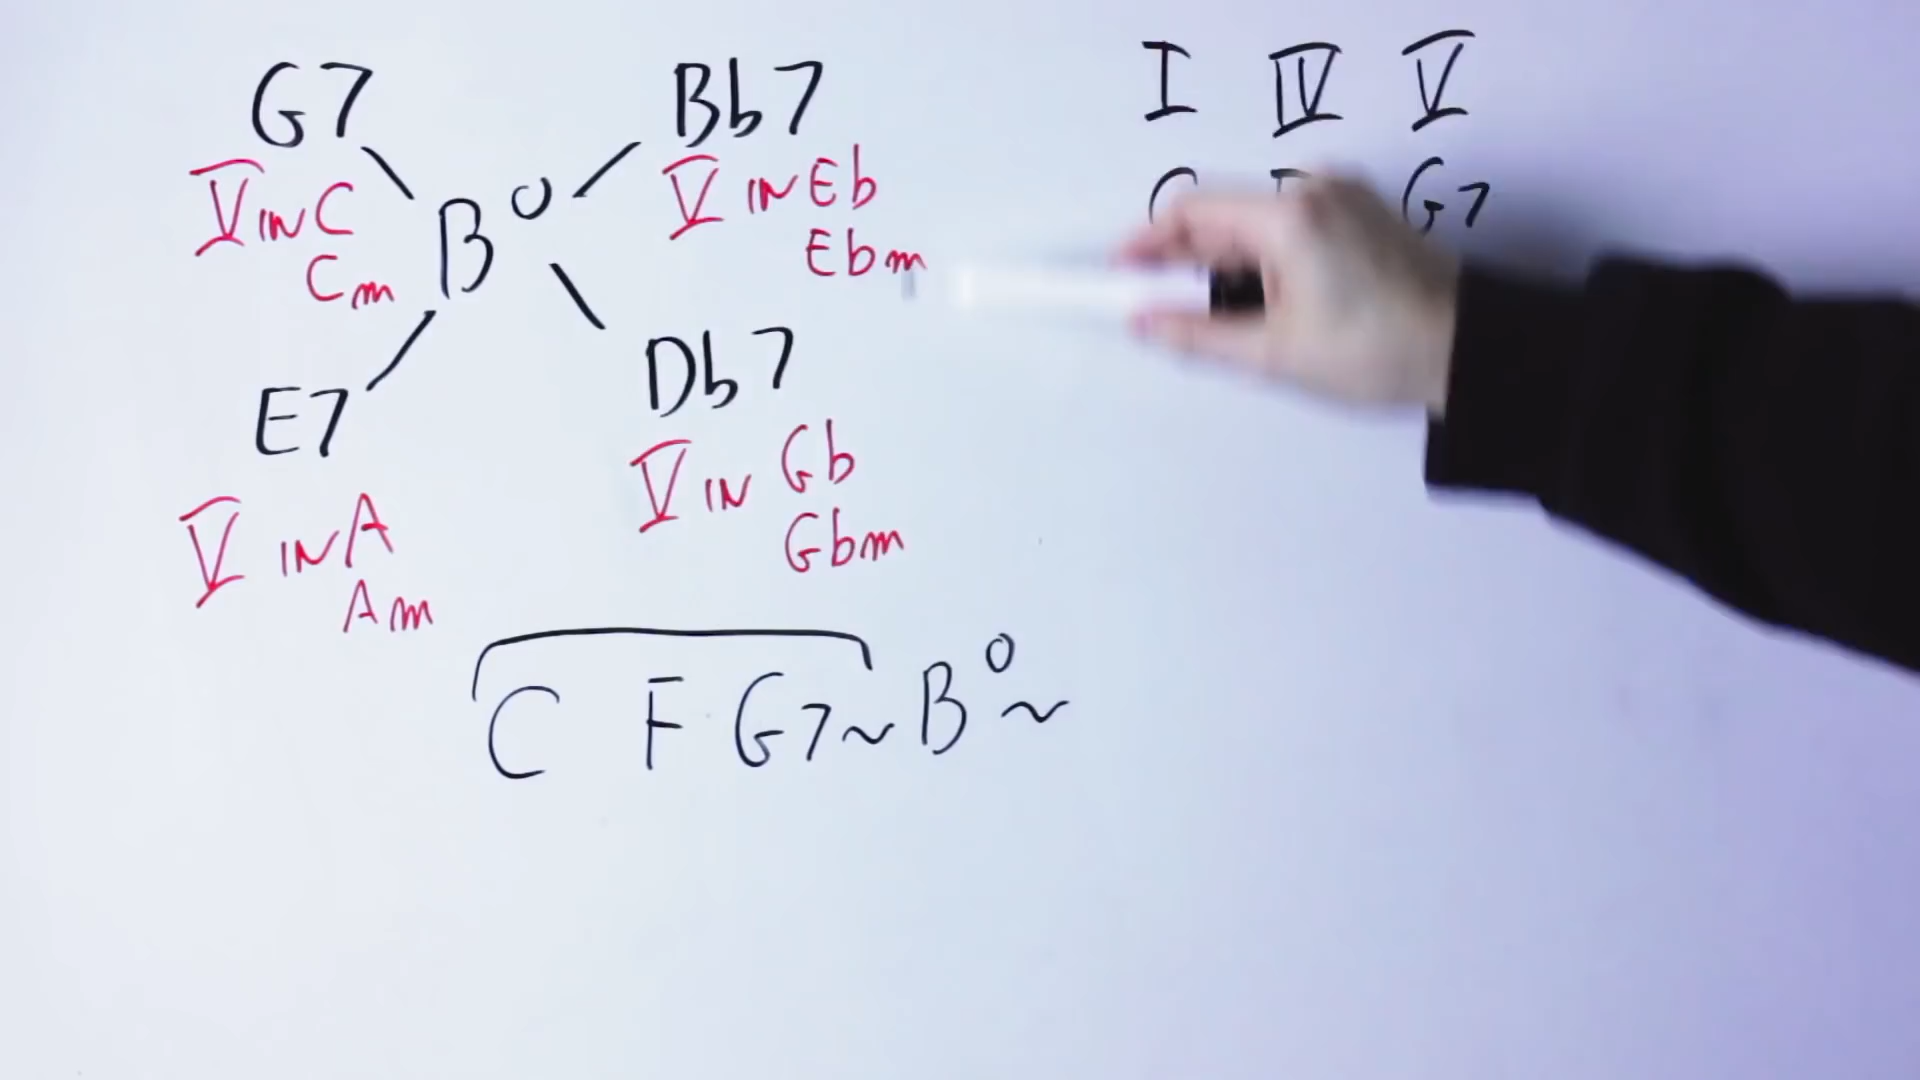 G7
V IN C
Cm
B°
Bb7
V IN Eb
Ebm
E7
V IN A
Am
Db7
V IN Gb
Gbm
I IV V
G7
C F G7~B°~